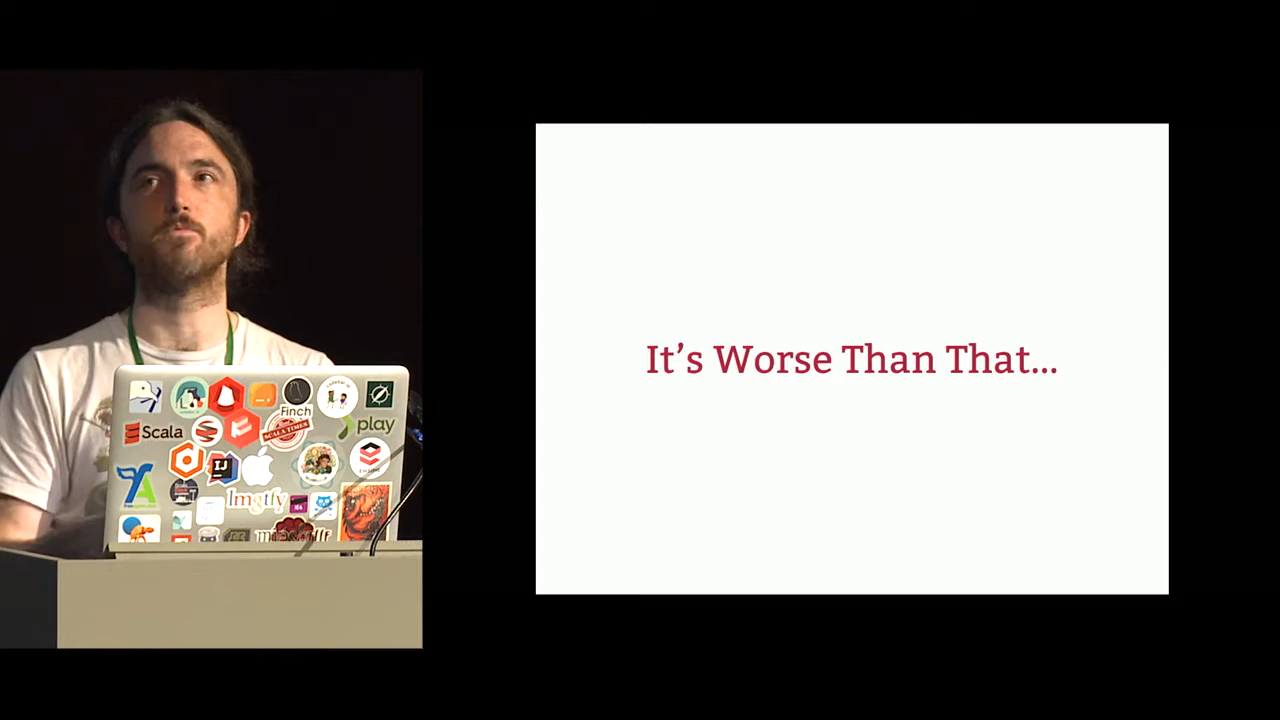 It's Worse Than That...
Finch
Scala
SCALA TIMES
play
IJ
lmgtfy